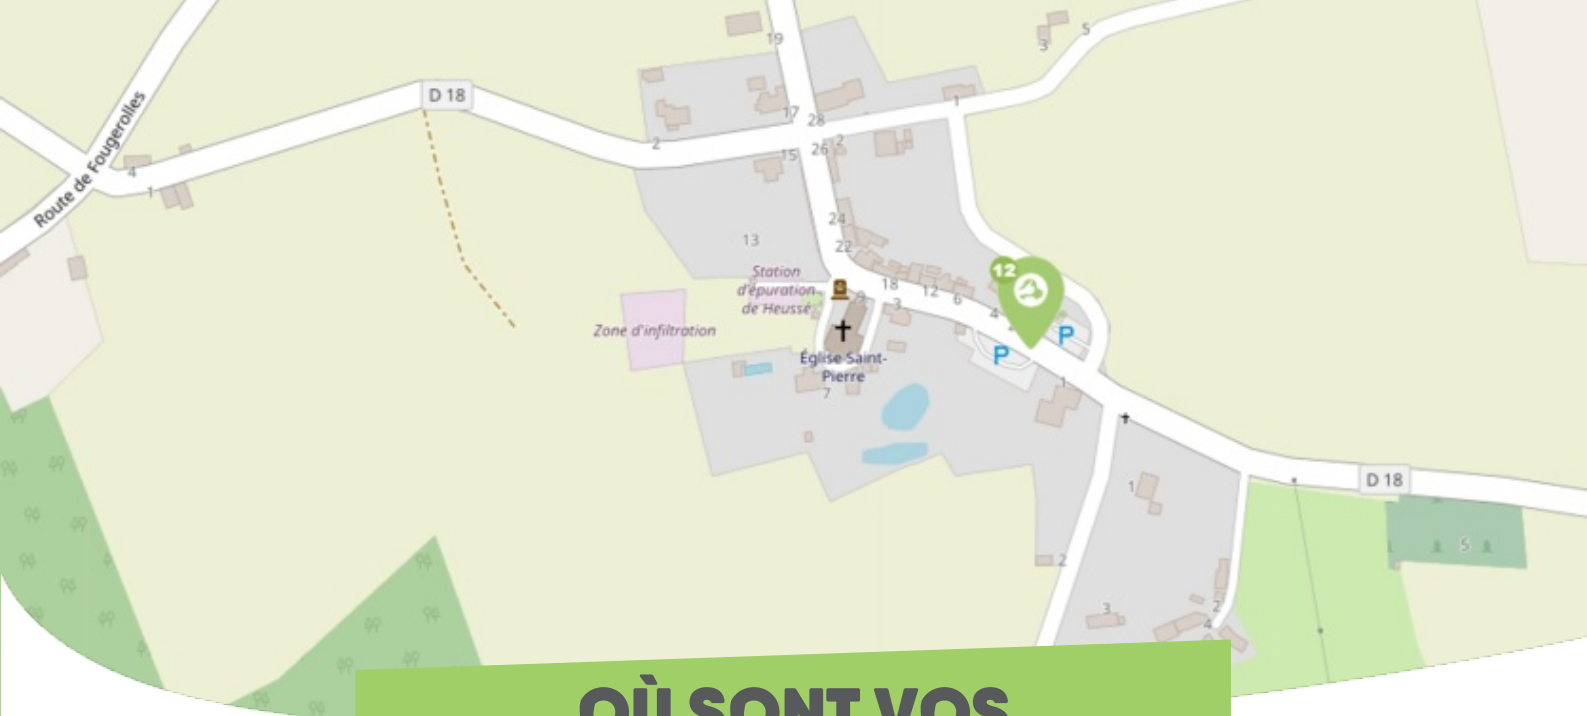 19
5
3
D 18
1
17
28
2
15
26
2
Route de Fougerolles
4
1
24
13
22
Station
d'épuration
de Heussé
12
18
12
6
9
3
4
Zone d'infiltration
P
P
Église Saint-
Pierre
1
7
D 18
1
5
2
3
2
4
OÙ SONT VOS